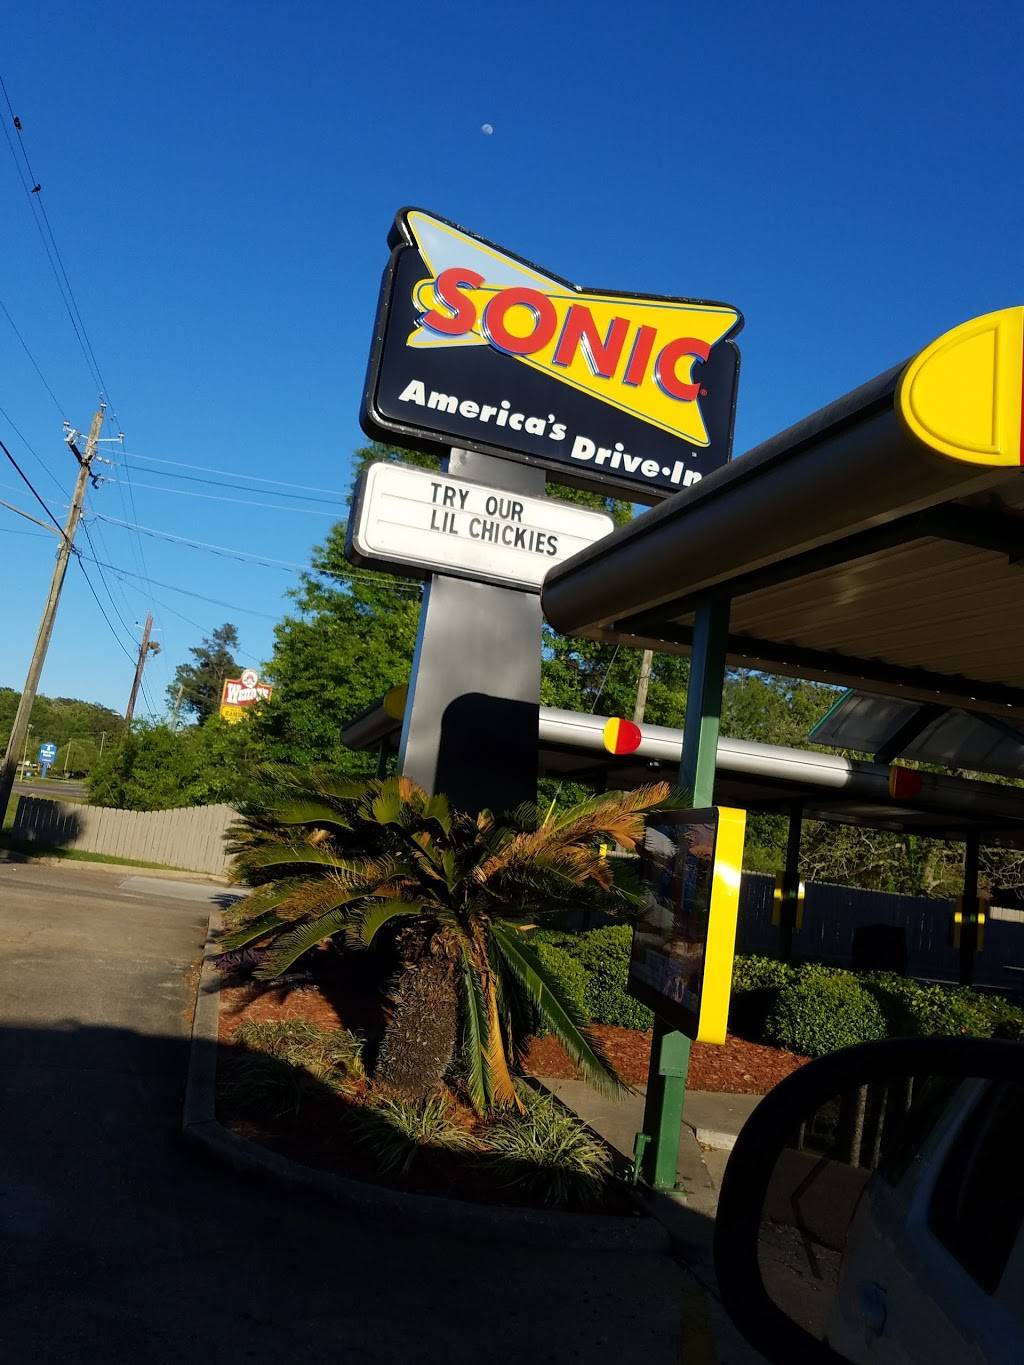 SONIC
America's Drive-In
TRY OUR
LIL CHICKIES